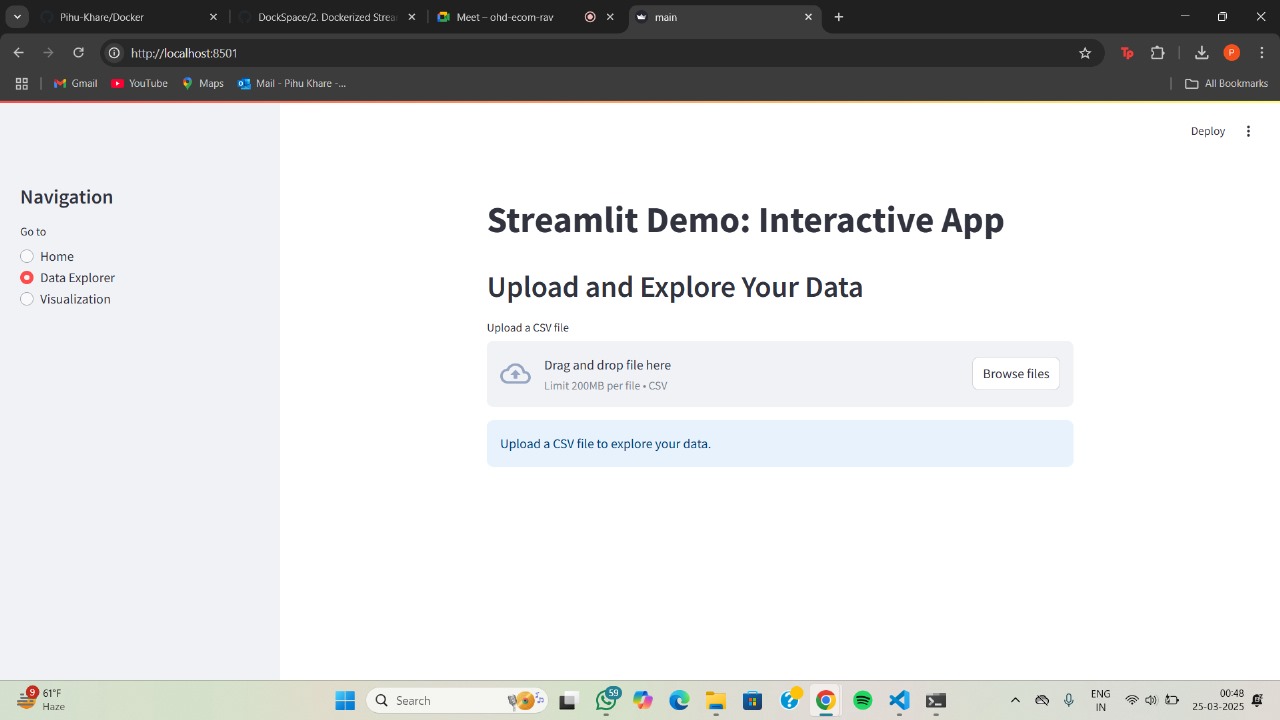 Pihu-Khare/Docker
DockSpace/2. Dockerized Strea
Meet – ohd-ecom-rav
main
http://localhost:8501
Tp
P
Gmail
YouTube
Maps
Mail - Pihu Khare -...
All Bookmarks
Deploy
Navigation
Go to
Home
Data Explorer
Visualization
Streamlit Demo: Interactive App
Upload and Explore Your Data
Upload a CSV file
Drag and drop file here
Limit 200MB per file • CSV
Browse files
Upload a CSV file to explore your data.
9
61°F
Haze
Search
59
ENG
IN
00:48
25-03-2025